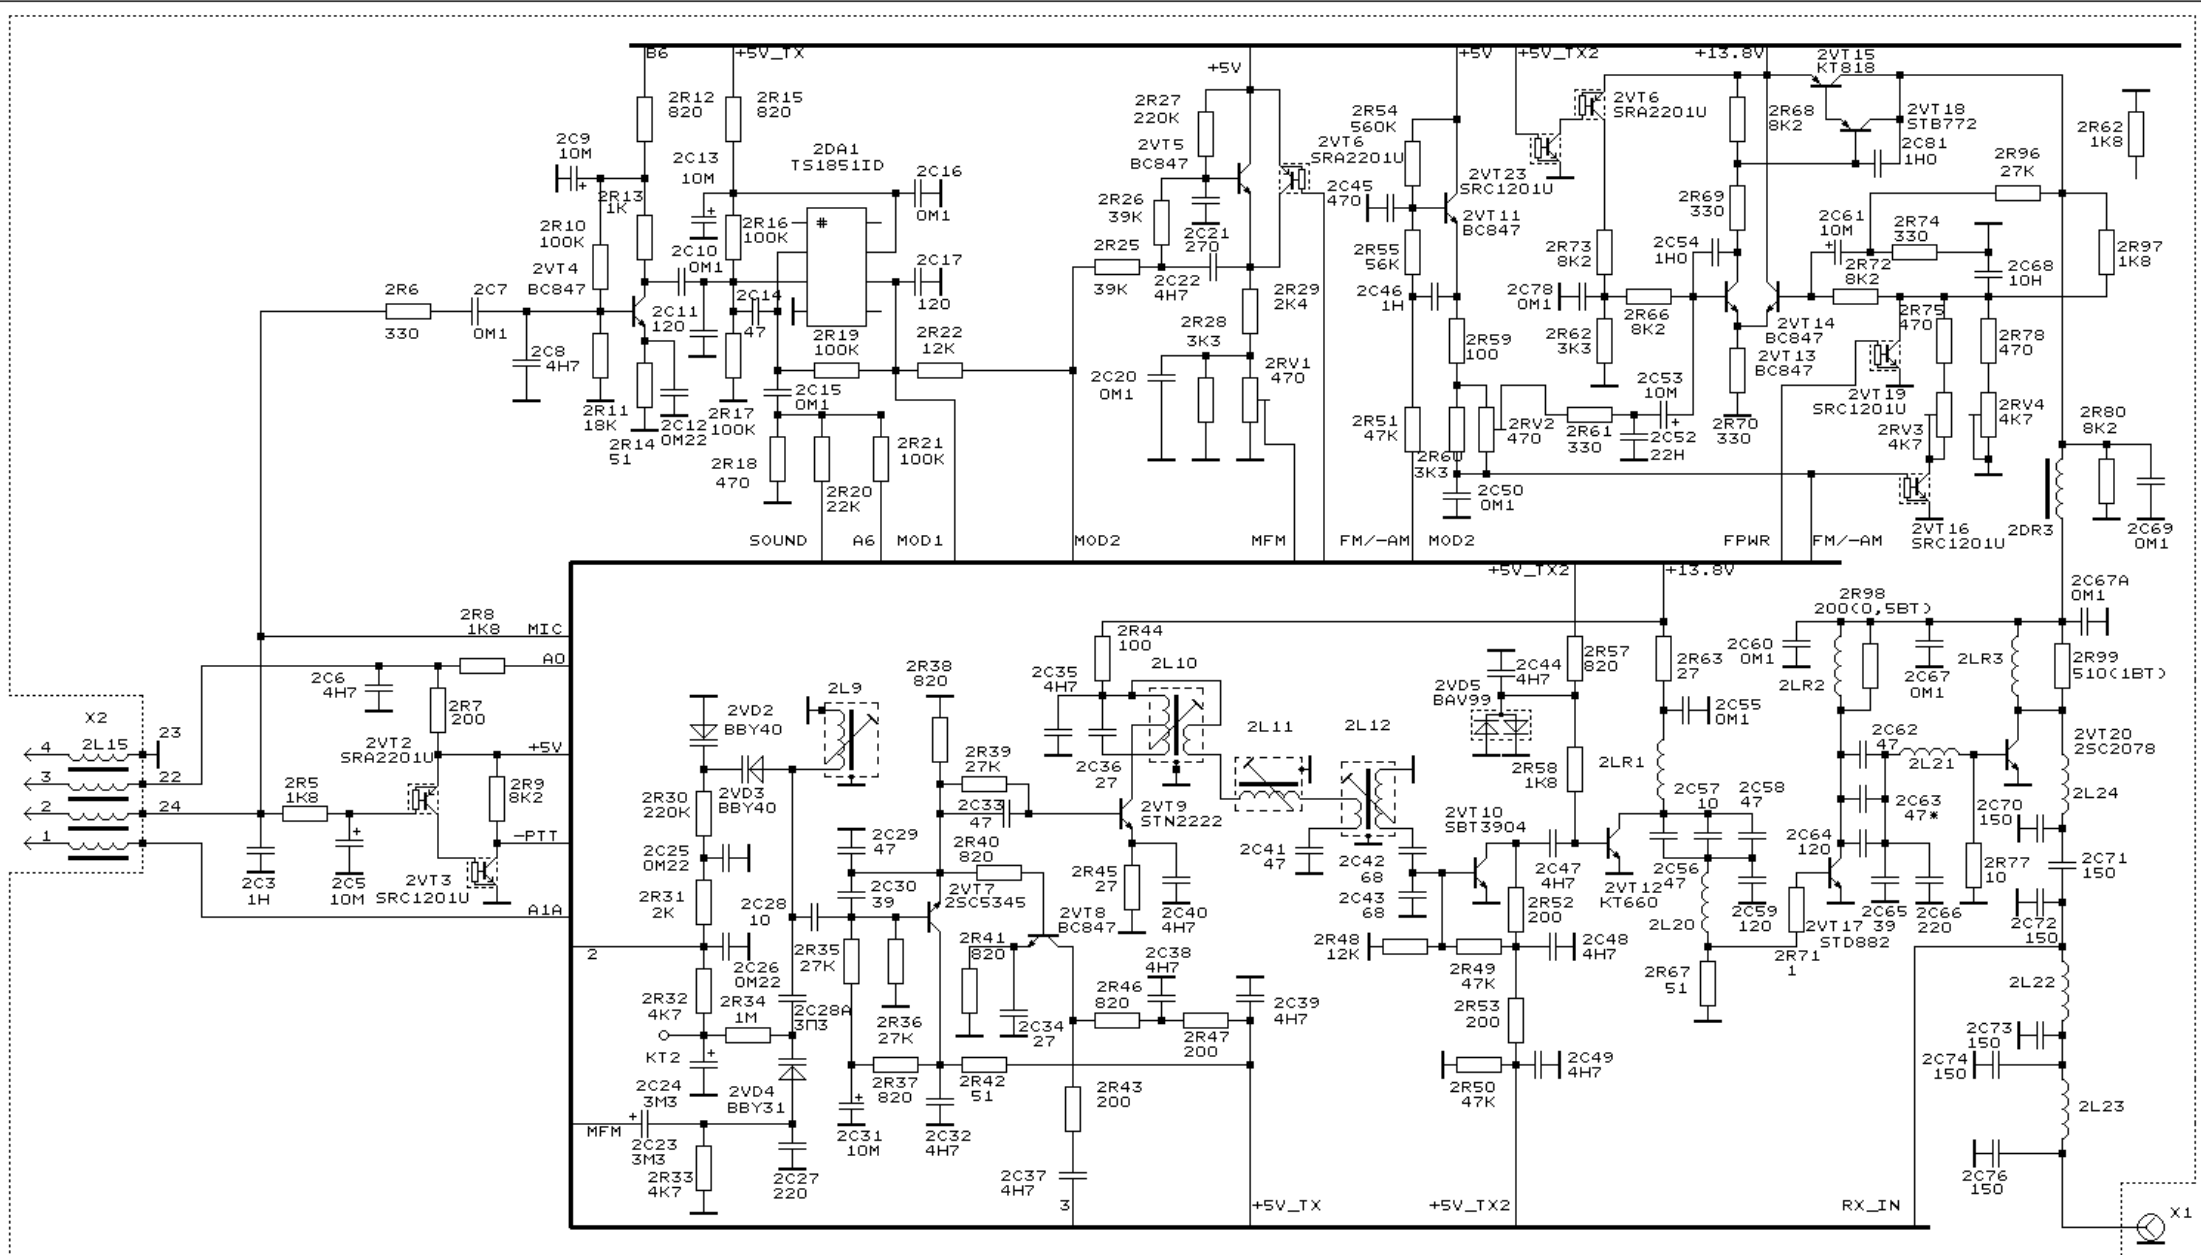 B6
+5V_TX
+5V
+5V
+5V_TX2
+13.8V
2VT15
KT818
2R12
820
2R15
820
2R27
220K
2R54
560K
2VT6
SRA2201U
2R68
8K2
2VT18
STB772
2R62
1K8
2C9
10M
2C13
10M
2DA1
TS1851ID
2VT5
BC847
2VT6
SRA2201U
2C81
1H0
2R96
27K
2R13
1K
2C16
0M1
2R26
39K
2C45
470
2VT23
SRC1201U
2R69
330
2R10
100K
2R16
100K
#
2C21
270
2VT11
BC847
2C61
10M
2R74
330
2VT4
BC847
2C10
0M1
2C17
120
2R25
39K
2C22
4H7
2R55
56K
2R73
8K2
2C54
1H0
2R72
8K2
2C68
10H
2R97
1K8
2R6
330
2C7
0M1
2C11
120
2C14
47
2R29
2K4
2C46
1H
2C78
0M1
2R66
8K2
2R75
470
2C8
4H7
2R19
100K
2R22
12K
2R28
3K3
2R59
100
2R62
3K3
2VT14
BC847
2VT13
BC847
2R78
470
2C20
0M1
2RV1
470
2C15
0M1
2C53
10M
2VT19
SRC1201U
2RV4
4K7
2R11
18K
2C12
0M22
2R17
100K
2R14
51
2R21
100K
2R51
47K
2RV2
470
2R61
330
2C52
22H
2R70
330
2RV3
4K7
2R80
8K2
2R18
470
2R20
22K
2R60
3K3
2C50
0M1
2VT16
SRC1201U
2DR3
2C69
0M1
SOUND
A6
MOD1
MOD2
MFM
FM/-AM
MOD2
FPWR
FM/-AM
+5V_TX2
+13.8V
2C67A
0M1
2R98
200(0,5BT)
2R8
1K8
MIC
A0
2C6
4H7
2R7
200
2R38
820
2C35
4H7
2R44
100
2L10
2C44
4H7
2R57
820
2R63
27
2C60
0M1
2LR2
2C67
0M1
2LR3
2R99
510(1BT)
X2
23
4
2L15
2VT2
SRA2201U
+5V
2VD2
BBY40
2L9
2L11
2L12
2VD5
BAV99
2C55
0M1
2C62
47
2VT20
2SC2078
3
22
2R5
1K8
2R9
8K2
2R30
220K
2VD3
BBY40
2R39
27K
2C36
27
2R58
1K8
2LR1
2C57
10
2C58
47
2L21
2L24
2
24
2C33
47
2VT9
STN2222
2VT10
SBT3904
2C63
47*
2C70
150
1
-PTT
2C25
0M22
2C29
47
2R40
820
2C41
47
2C42
68
2C47
4H7
2VT12
KT660
2C56
47
2C64
120
2R77
10
2C71
150
2C3
1H
2C5
10M
2VT3
SRC1201U
A1A
2R31
2K
2C28
10
2C30
39
2VT7
2SC5345
2VT8
BC847
2R45
27
2C40
4H7
2C43
68
2R52
200
2L20
2C59
120
2VT17
STD882
2C65
39
2C66
220
2C72
150
2
2C26
0M22
2R35
27K
2R41
820
2C38
4H7
2R48
12K
2R49
47K
2C48
4H7
2R67
51
2R71
1
2L22
2R32
4K7
2R34
1M
2C28A
3П3
2R36
27K
2C34
27
2R46
820
2R47
200
2C39
4H7
2R53
200
2C73
150
KT2
2C24
3M3
2VD4
BBY31
2R37
820
2R42
51
2R43
200
2R50
47K
2C49
4H7
2C74
150
2L23
MFM
2C23
3M3
2C31
10M
2C32
4H7
2R33
4K7
2C27
220
2C37
4H7
2C76
150
3
+5V_TX
+5V_TX2
RX_IN
X1